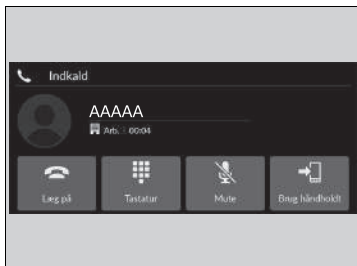 Indkald
AAAAA
Arb. 00:04
Læg på
Tastatur
Mute
Brug håndholdt